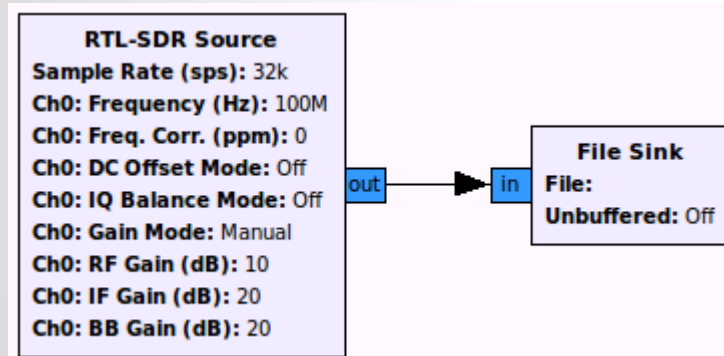 RTL-SDR Source
Sample Rate (sps): 32k
Ch0: Frequency (Hz): 100M
Ch0: Freq. Corr. (ppm): 0
Ch0: DC Offset Mode: Off
Ch0: IQ Balance Mode: Off
Ch0: Gain Mode: Manual
Ch0: RF Gain (dB): 10
Ch0: IF Gain (dB): 20
Ch0: BB Gain (dB): 20
out
in
File Sink
File:
Unbuffered: Off